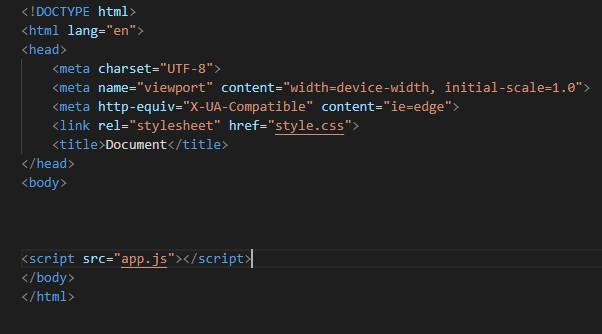 <!DOCTYPE html>
<html lang="en">
<head>
    <meta charset="UTF-8">
    <meta name="viewport" content="width=device-width, initial-scale=1.0">
    <meta http-equiv="X-UA-Compatible" content="ie=edge">
    <link rel="stylesheet" href="style.css">
    <title>Document</title>
</head>
<body>
<script src="app.js"></script>
</body>
</html>